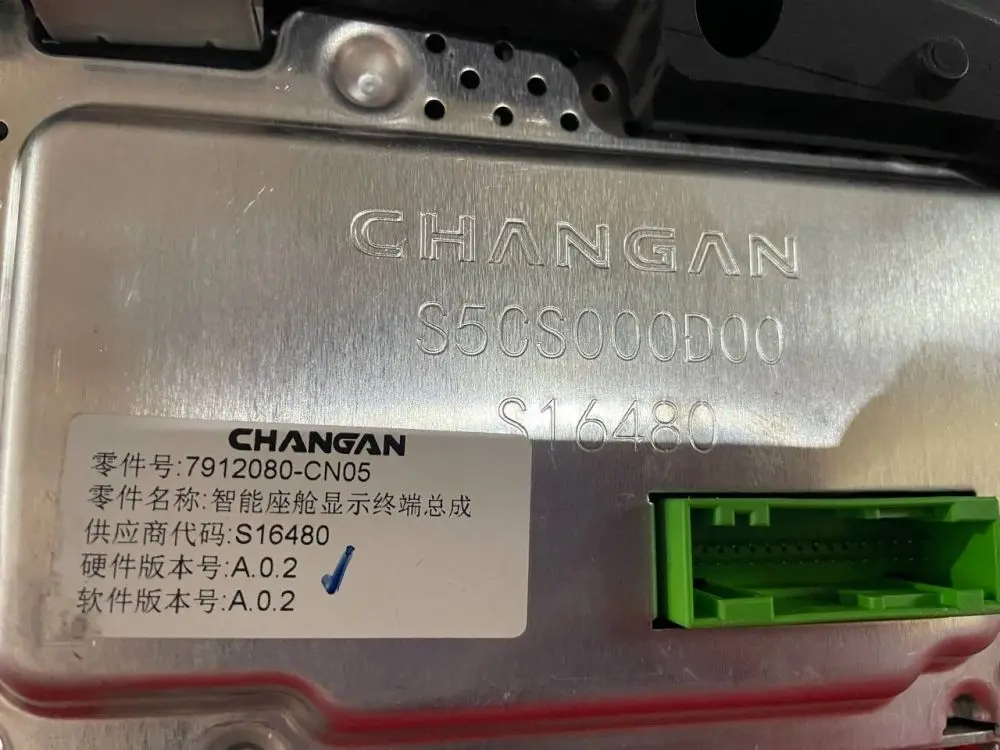 CHANGAN
S5CS000D00
S16480
CHANGAN
零件号:7912080-CN05
零件名称:智能座舱显示终端总成
供应商代码:S16480
硬件版本号:A.0.2
软件版本号:A.0.2